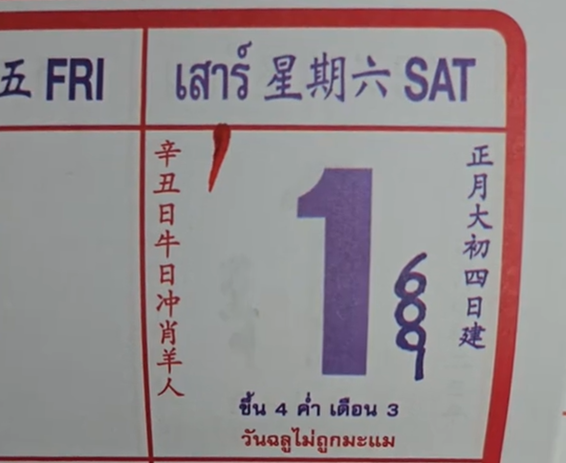 五 FRI
เสาร์ 星期六 SAT
辛丑日牛日冲肖羊人
1
689
正月大初四日建
ขึ้น 4 ค่ำ เดือน 3
วันฉลูไม่ถูกมะแม